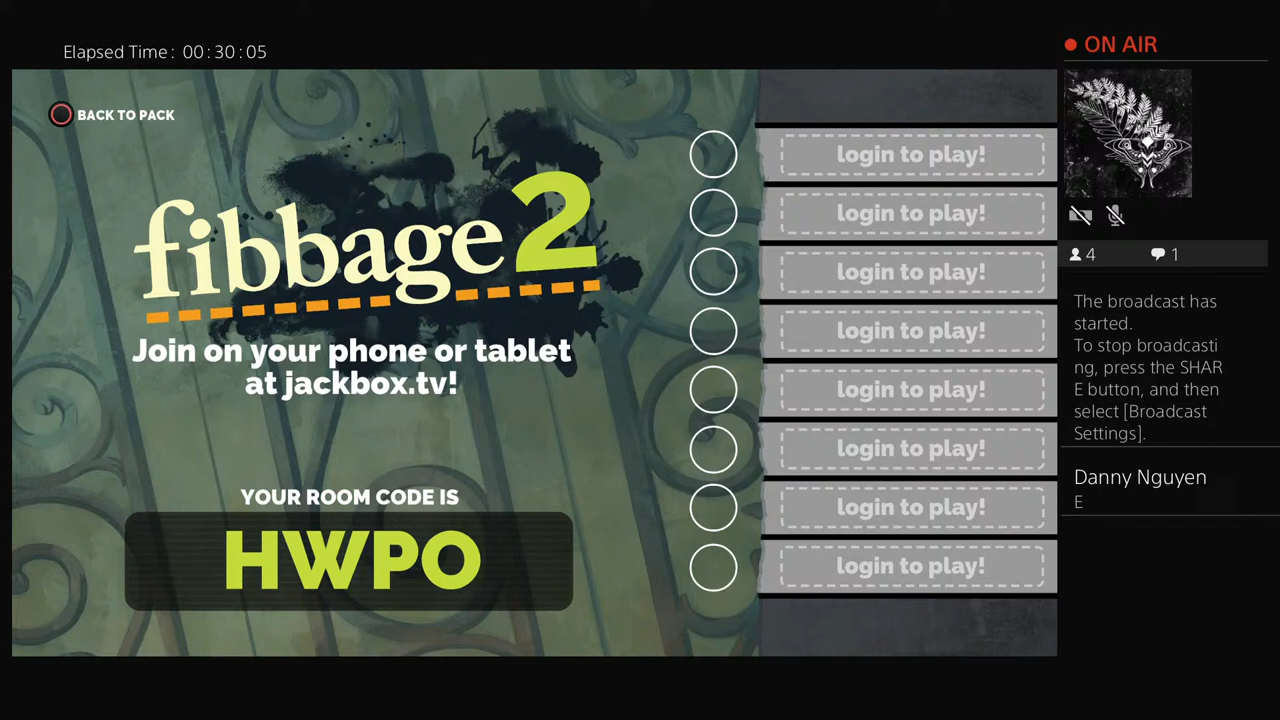 Elapsed Time: 00:30:05
ON AIR
BACK TO PACK
fibbage 2
Join on your phone or tablet
at jackbox.tv!
YOUR ROOM CODE IS
HWPO
login to play!
login to play!
login to play!
login to play!
login to play!
login to play!
login to play!
login to play!
4 1
The broadcast has
started.
To stop broadcasti
ng, press the SHAR
E button, and then
select [Broadcast
Settings].
Danny Nguyen
E